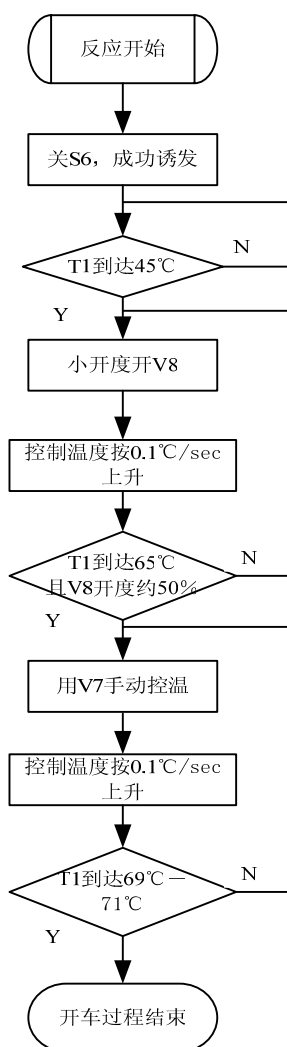 反应开始
关S6，成功诱发
T1到达45℃
N
Y
小开度开V8
控制温度按0.1℃/sec
上升
T1到达65℃
且V8开度约50%
N
Y
用V7手动控温
控制温度按0.1℃/sec
上升
T1到达69℃－
71℃
N
Y
开车过程结束